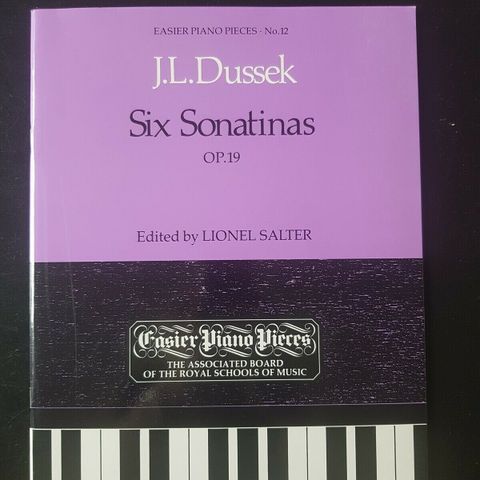 EASIER PIANO PIECES · No.12
J.L.Dussek
Six Sonatinas
OP.19
Edited by LIONEL SALTER
Easier Piano Pieces
THE ASSOCIATED BOARD
OF THE ROYAL SCHOOLS OF MUSIC